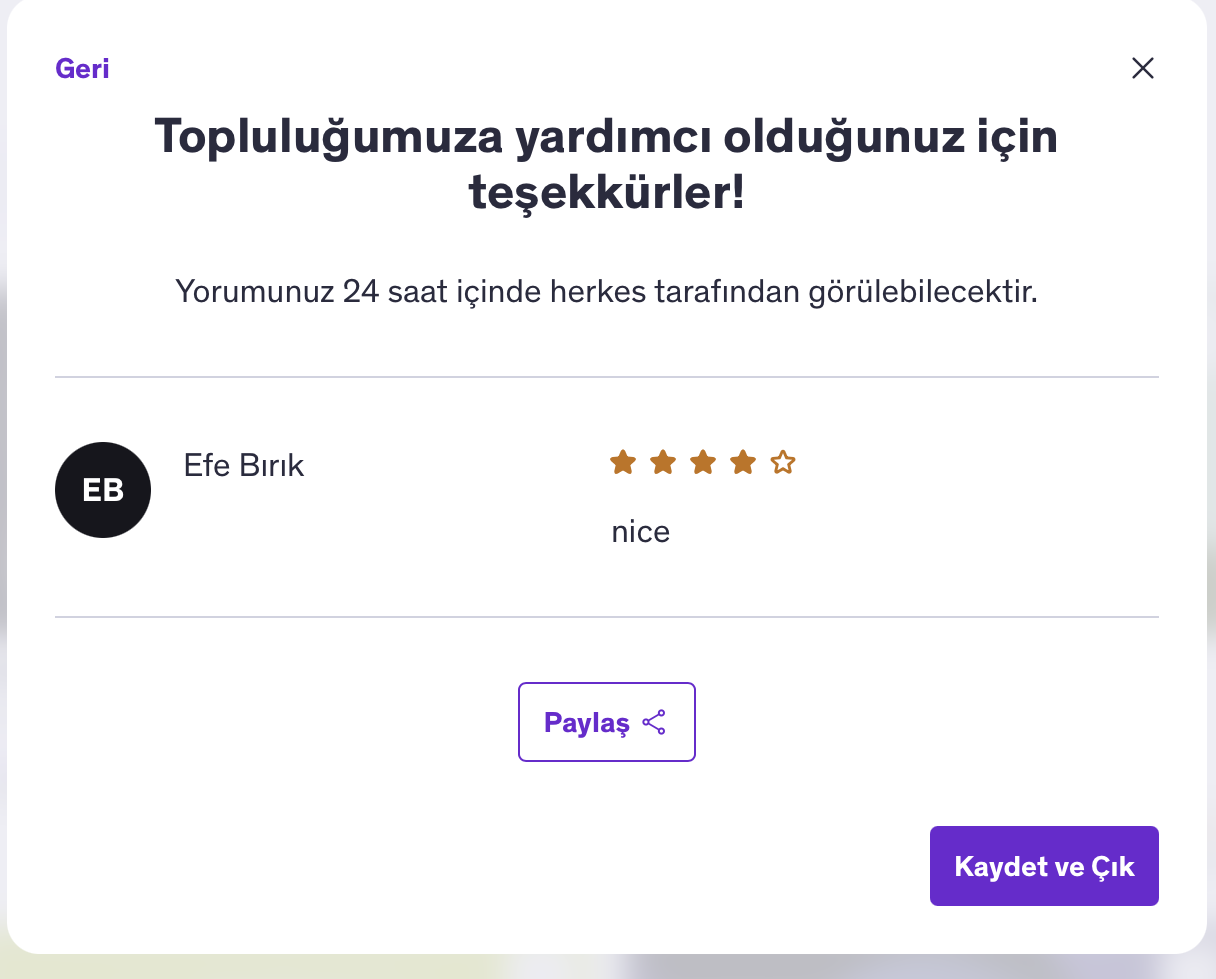 Geri
Topluluğumuza yardımcı olduğunuz için
teşekkürler!
Yorumunuz 24 saat içinde herkes tarafından görülebilecektir.
EB
Efe Bırık
nice
Paylaş
Kaydet ve Çık